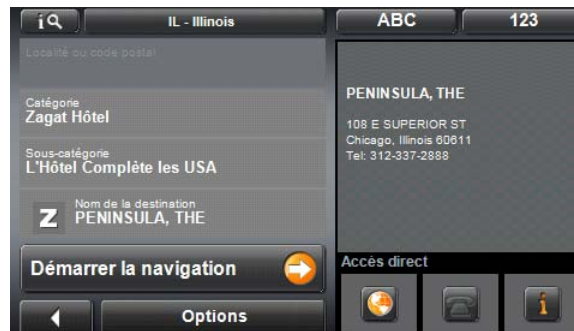 IL - Illinois
ABC
123
Localité ou code postal
Catégorie
Zagat Hôtel
Sous-catégorie
L'Hôtel Complète les USA
Z
Nom de la destination
PENINSULA, THE
Démarrer la navigation
Options
PENINSULA, THE
108 E SUPERIOR ST
Chicago, Illinois 60611
Tel: 312-337-2888
Accès direct